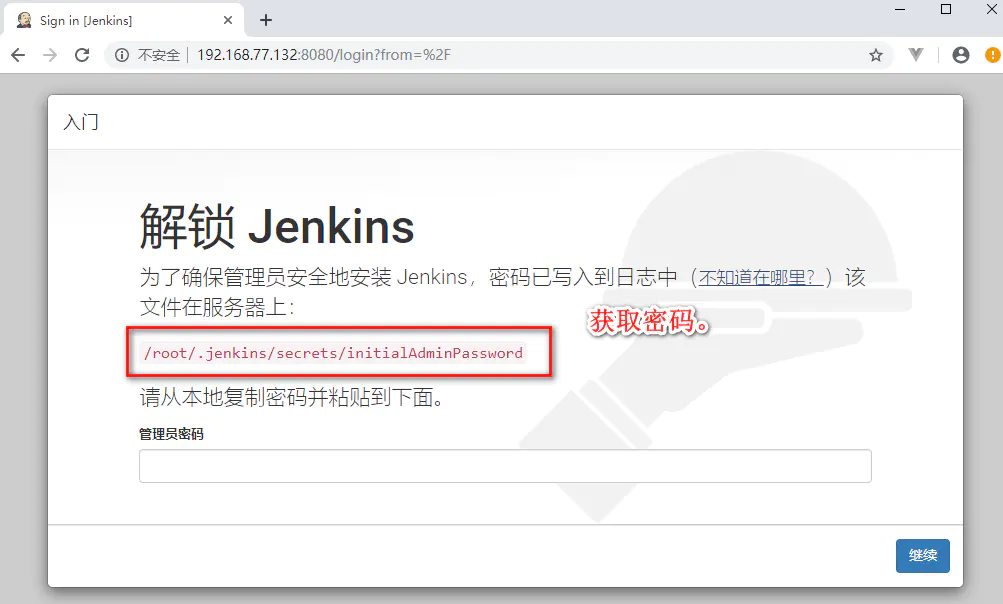 Sign in [Jenkins]
不安全 192.168.77.132:8080/login?from=%2F
入门
解锁 Jenkins
为了确保管理员安全地安装 Jenkins，密码已写入到日志中（不知道在哪里？）该
文件在服务器上：
获取密码。
/root/.jenkins/secrets/initialAdminPassword
请从本地复制密码并粘贴到下面。
管理员密码
继续